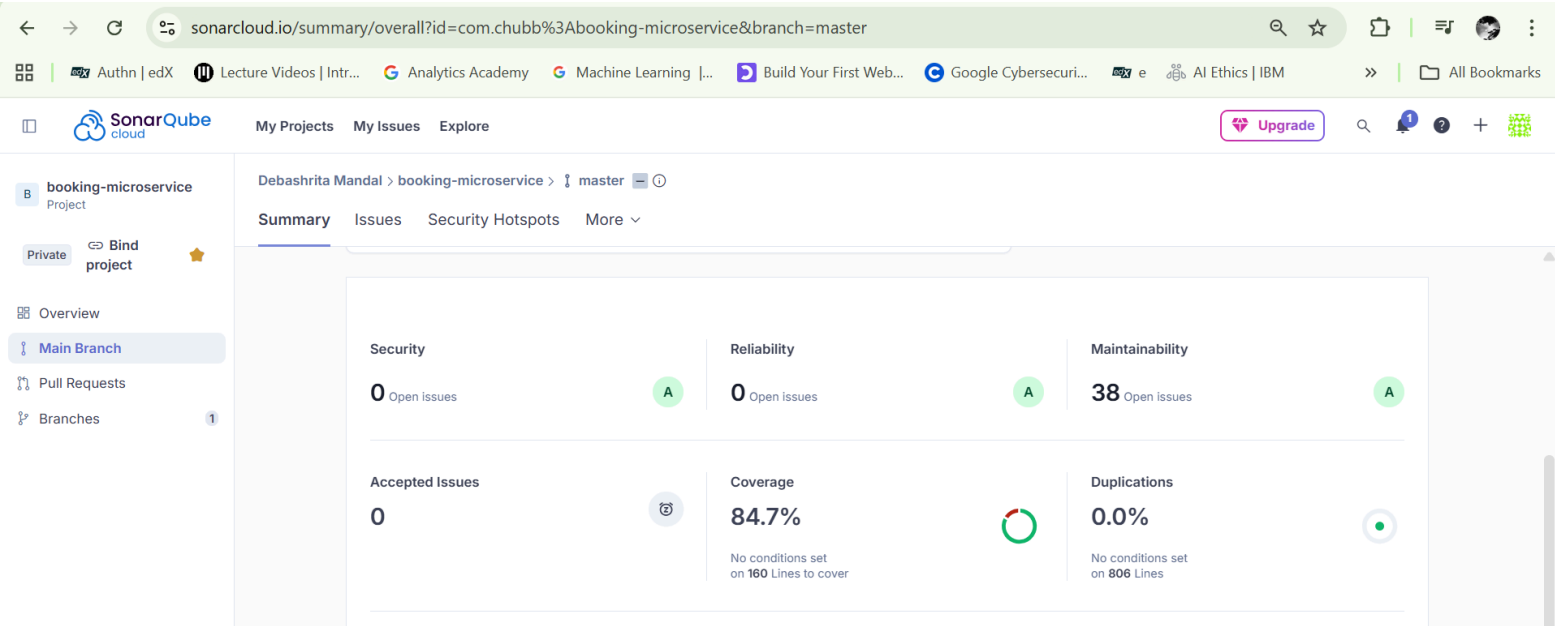 sonarcloud.io/summary/overall?id=com.chubb%3Abooking-microservice&branch=master
edX Authn | edX
Lecture Videos | Intr...
Analytics Academy
Machine Learning |...
Build Your First Web...
Google Cybersecuri...
edX e
AI Ethics | IBM
All Bookmarks
SonarQube cloud
My Projects
My Issues
Explore
Upgrade
1
?
B
booking-microservice
Project
Private
Bind
project
Overview
Main Branch
Pull Requests
Branches
1
Debashrita Mandal > booking-microservice > master
Summary
Issues
Security Hotspots
More
Security
0 Open issues
A
Reliability
0 Open issues
A
Maintainability
38 Open issues
A
Accepted Issues
0
Coverage
84.7%
No conditions set
on 160 Lines to cover
Duplications
0.0%
No conditions set
on 806 Lines